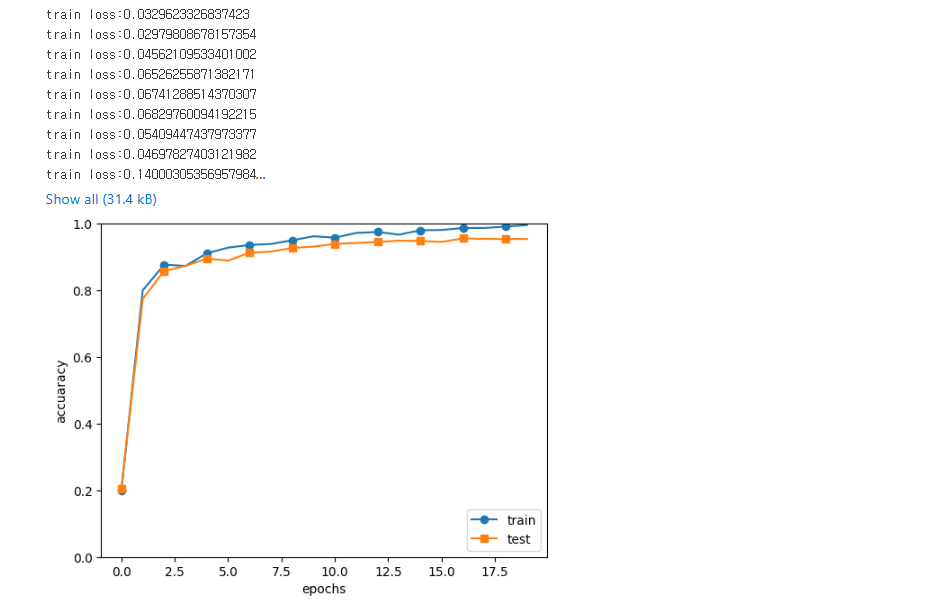 train loss:0.0329623326837423
train loss:0.02979808678157354
train loss:0.04562109533401002
train loss:0.06526255871382171
train loss:0.06741288514370307
train loss:0.06829760094192215
train loss:0.05409447437973377
train loss:0.04697827403121982
train loss:0.14000305356957984...
Show all (31.4 kB)
1.0
0.8
0.6
0.4
0.2
0.0
accuaracy
0.0 2.5 5.0 7.5 10.0 12.5 15.0 17.5
epochs
train
test